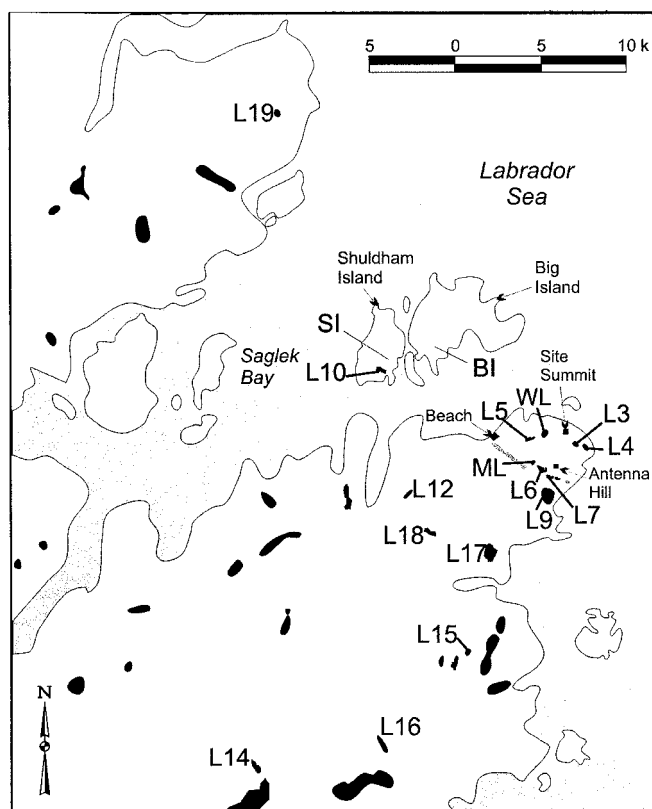 5 0 5 10 k
L19
Labrador
Sea
Shuldham
Island
Big
Island
SI
Saglek
Bay
L10
BI
Site
Summit
WL
L5
L3
Beach
L4
ML
Antenna
Hill
L6
L7
L12
L9
L18
L17
L15
N
L16
L14